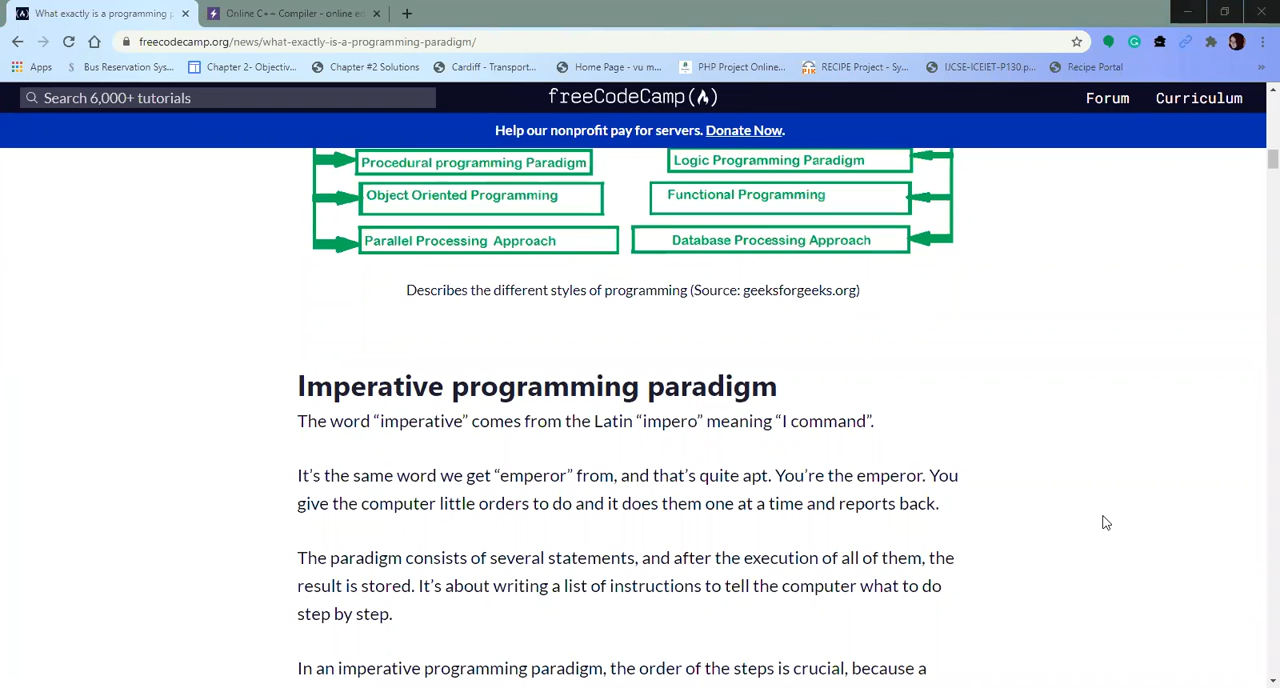 What exactly is a programming
Online C++ Compiler - online ed
freecodecamp.org/news/what-exactly-is-a-programming-paradigm/
Apps
Bus Reservation Sys...
Chapter 2- Objectiv...
Chapter #2 Solutions
Cardiff - Transport...
Home Page - vu m...
PHP Project Online...
RECIPE Project - Sy...
IJCSE-ICEIET-P130.p...
Recipe Portal
»
Search 6,000+ tutorials
freeCodeCamp
Forum
Curriculum
Help our nonprofit pay for servers. Donate Now.
Procedural programming Paradigm
Logic Programming Paradigm
Object Oriented Programming
Functional Programming
Parallel Processing Approach
Database Processing Approach
Describes the different styles of programming (Source: geeksforgeeks.org)
Imperative programming paradigm
The word “imperative” comes from the Latin “impero” meaning “I command”.
It’s the same word we get “emperor” from, and that’s quite apt. You’re the emperor. You
give the computer little orders to do and it does them one at a time and reports back.
The paradigm consists of several statements, and after the execution of all of them, the
result is stored. It’s about writing a list of instructions to tell the computer what to do
step by step.
In an imperative programming paradigm, the order of the steps is crucial, because a